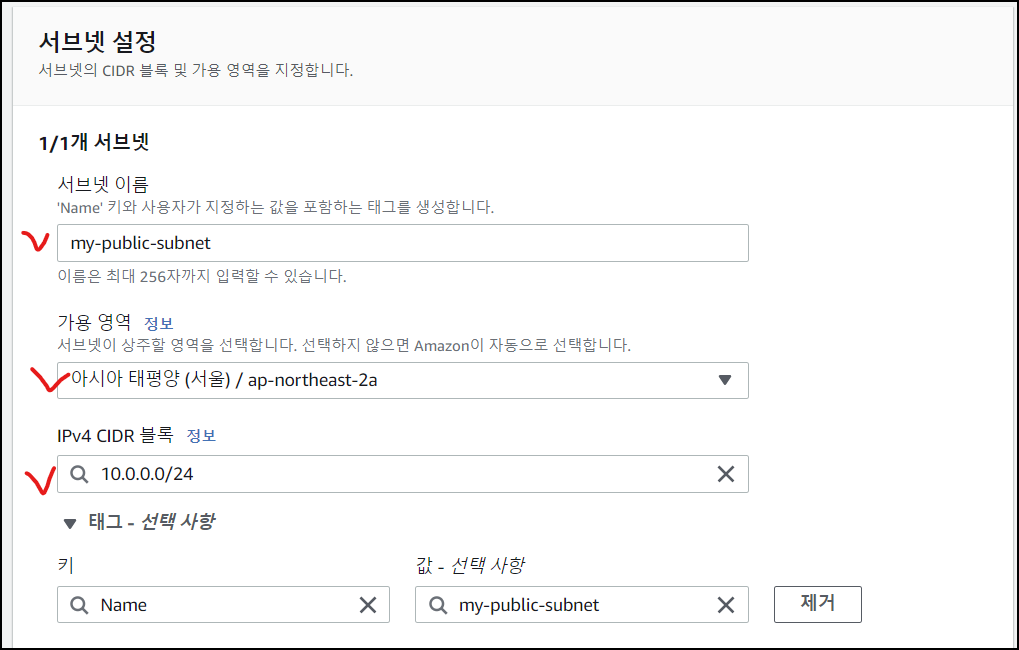 서브넷 설정
서브넷의 CIDR 블록 및 가용 영역을 지정합니다.
1/1개 서브넷
서브넷 이름
'Name' 키와 사용자가 지정하는 값을 포함하는 태그를 생성합니다.
my-public-subnet
이름은 최대 256자까지 입력할 수 있습니다.
가용 영역 정보
서브넷이 상주할 영역을 선택합니다. 선택하지 않으면 Amazon이 자동으로 선택합니다.
아시아 태평양 (서울) / ap-northeast-2a
IPv4 CIDR 블록 정보
10.0.0.0/24
태그 - 선택 사항
키 값 - 선택 사항
Name my-public-subnet 제거